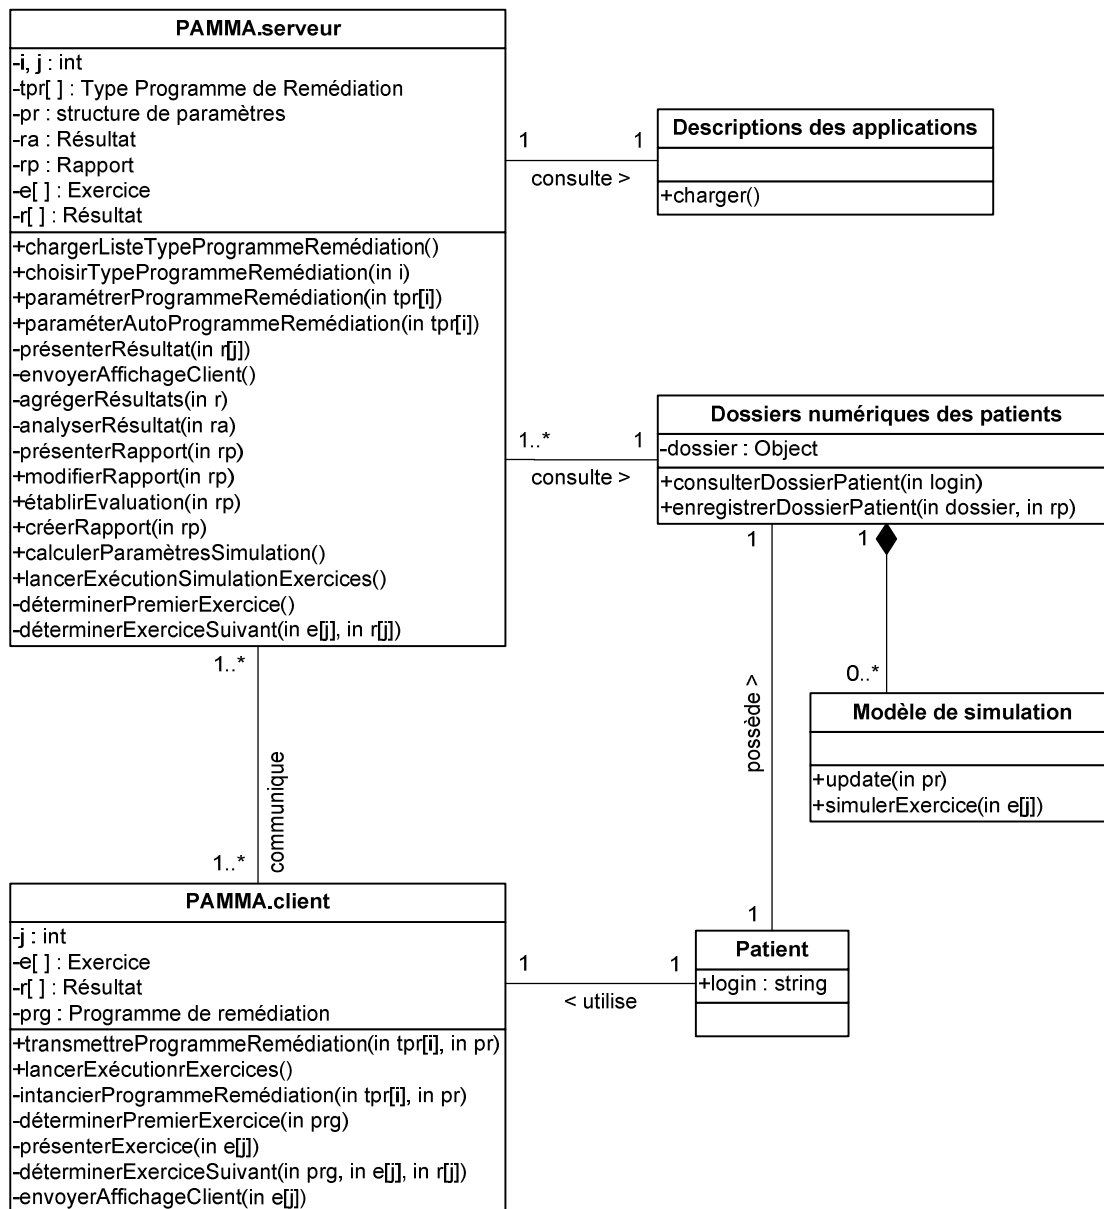 PAMMA.serveur
-i, j : int
-tpr[ ] : Type Programme de Remédiation
-pr : structure de paramètres
-ra : Résultat
-rp : Rapport
-e[ ] : Exercice
-r[ ] : Résultat
+chargerListeTypeProgrammeRemédiation()
+choisirTypeProgrammeRemédiation(in i)
+paramétrerProgrammeRemédiation(in tpr[i])
+paraméterAutoProgrammeRemédiation(in tpr[i])
-présenterRésultat(in r[j])
-envoyerAffichageClient()
-agrégerRésultats(in r)
-analyserRésultat(in ra)
-présenterRapport(in rp)
+modifierRapport(in rp)
+établirEvaluation(in rp)
+créerRapport(in rp)
+calculerParamètresSimulation()
+lancerExécutionSimulationExercices()
-déterminerPremierExercice()
-déterminerExerciceSuivant(in e[j], in r[j])
1 1
consulte >
Descriptions des applications
+charger()
1..* 1
consulte >
Dossiers numériques des patients
-dossier : Object
+consulterDossierPatient(in login)
+enregistrerDossierPatient(in dossier, in rp)
1
0..*
Modèle de simulation
+update(in pr)
+simulerExercice(in e[j])
1
possède >
1
Patient
+login : string
1..*
communique
1..*
PAMMA.client
-j : int
-e[ ] : Exercice
-r[ ] : Résultat
-prg : Programme de remédiation
+transmettreProgrammeRemédiation(in tpr[i], in pr)
+lancerExécutionrExercices()
-intancierProgrammeRemédiation(in tpr[i], in pr)
-déterminerPremierExercice(in prg)
-présenterExercice(in e[j])
-déterminerExerciceSuivant(in prg, in e[j], in r[j])
-envoyerAffichageClient(in e[j])
1 1
< utilise